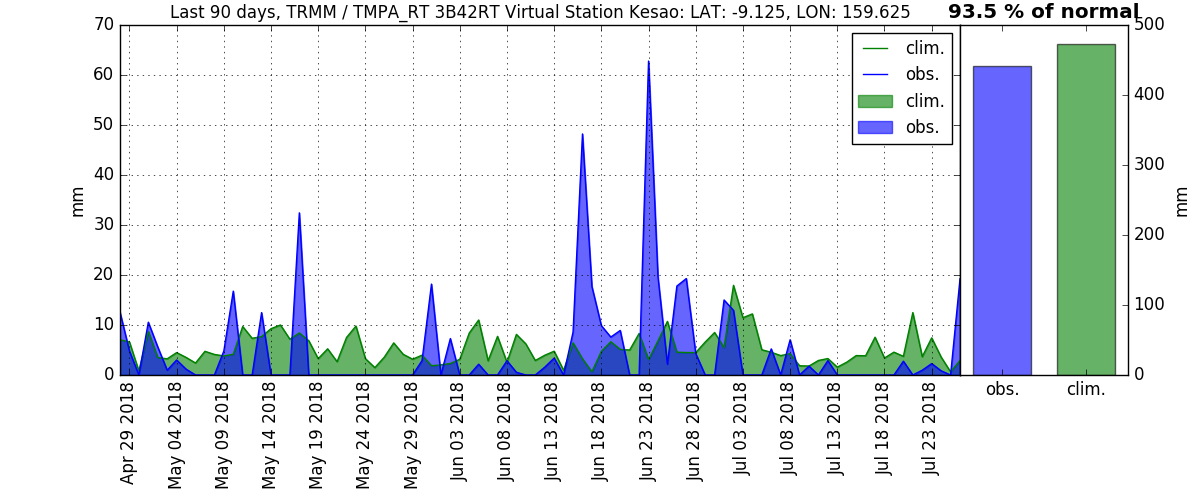 Last 90 days, TRMM / TMPA_RT 3B42RT Virtual Station Kesao: LAT: -9.125, LON: 159.625
93.5 % of normal
70
60
50
40
30
20
10
0
mm
clim.
obs.
clim.
obs.
Apr 29 2018
May 04 2018
May 09 2018
May 14 2018
May 19 2018
May 24 2018
May 29 2018
Jun 03 2018
Jun 08 2018
Jun 13 2018
Jun 18 2018
Jun 23 2018
Jun 28 2018
Jul 03 2018
Jul 08 2018
Jul 13 2018
Jul 18 2018
Jul 23 2018
500
400
300
200
100
0
mm
obs.
clim.